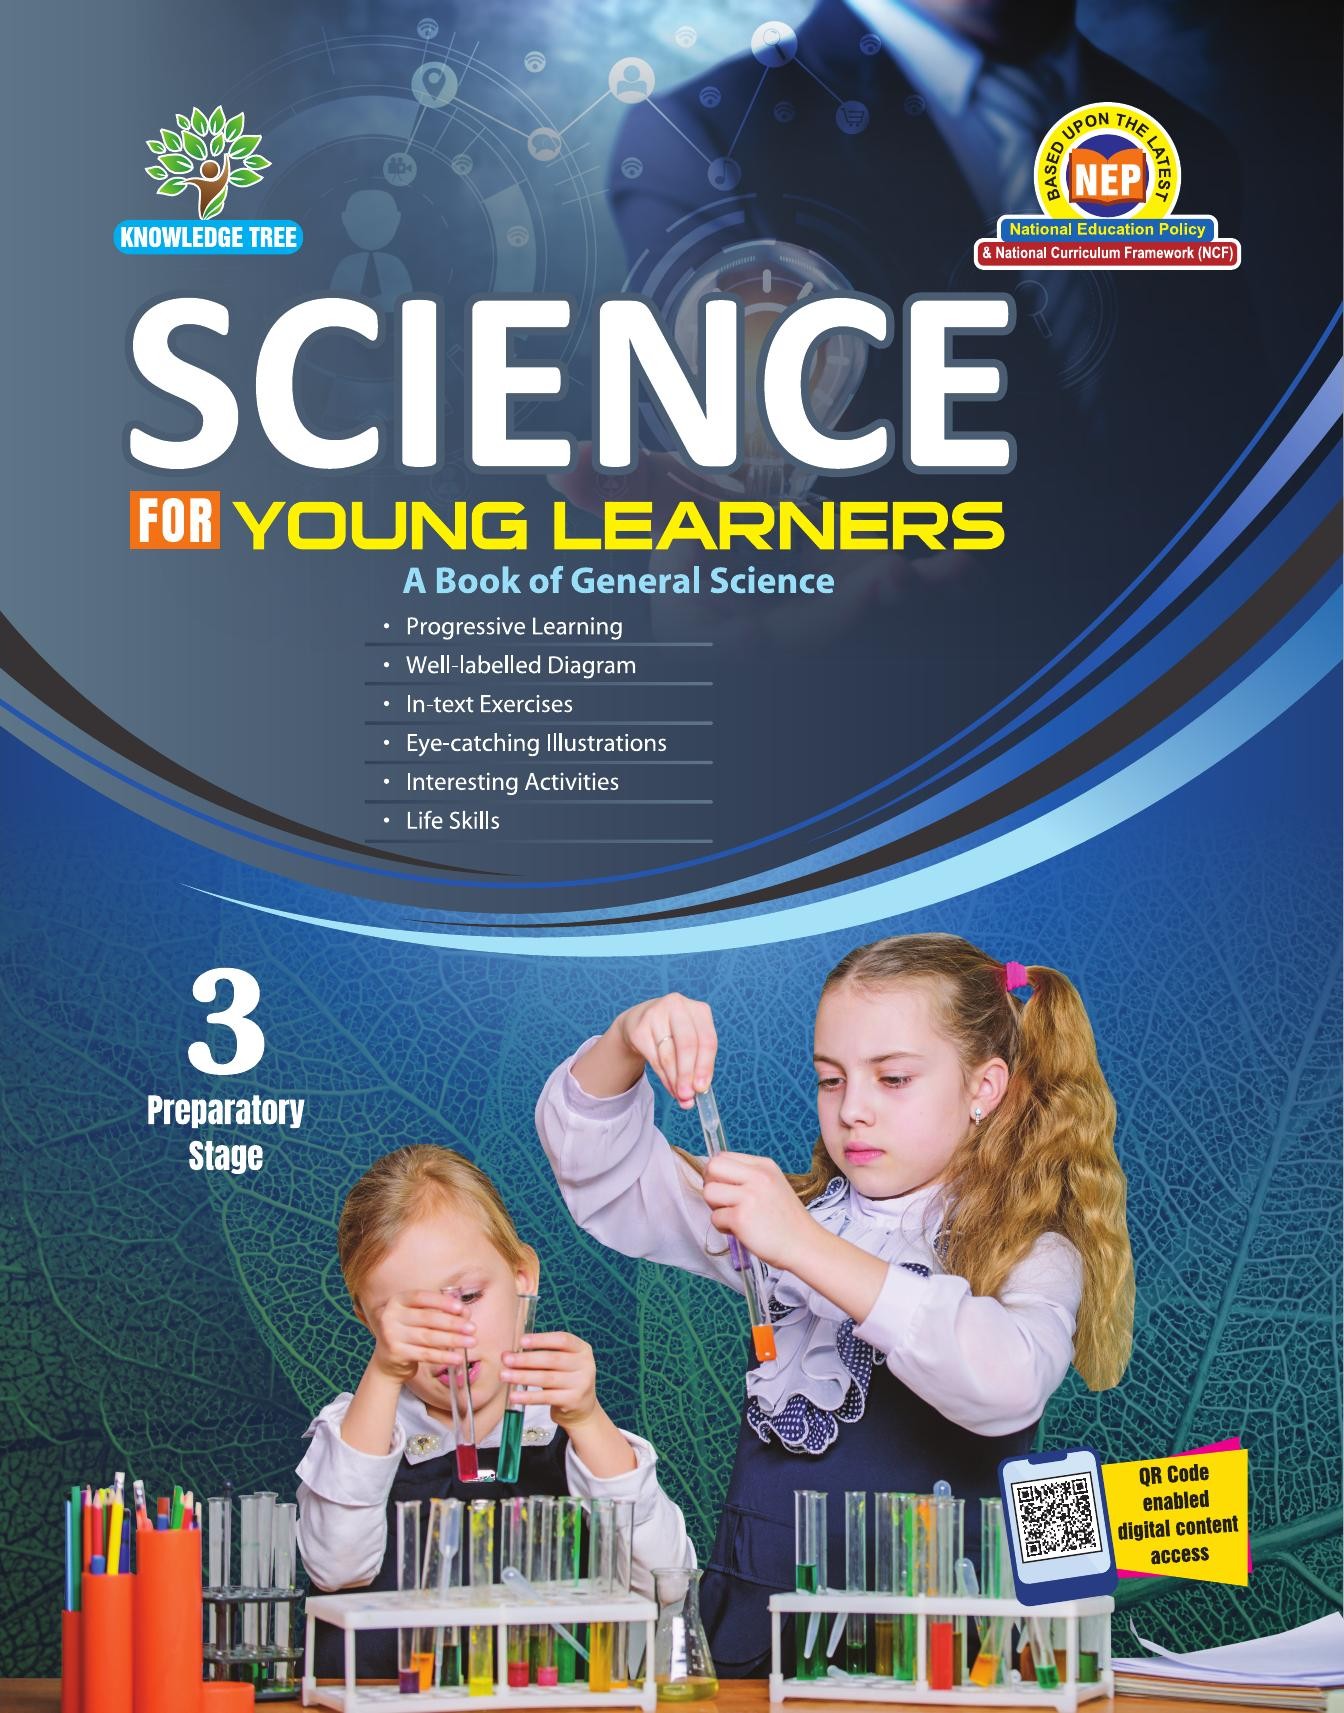 KNOWLEDGE TREE
BASED UPON THE LATEST
NEP
National Education Policy
& National Curriculum Framework (NCF)
SCIENCE
FOR YOUNG LEARNERS
A Book of General Science
• Progressive Learning
• Well-labelled Diagram
• In-text Exercises
• Eye-catching Illustrations
• Interesting Activities
• Life Skills
3
Preparatory
Stage
QR Code
enabled
digital content
access